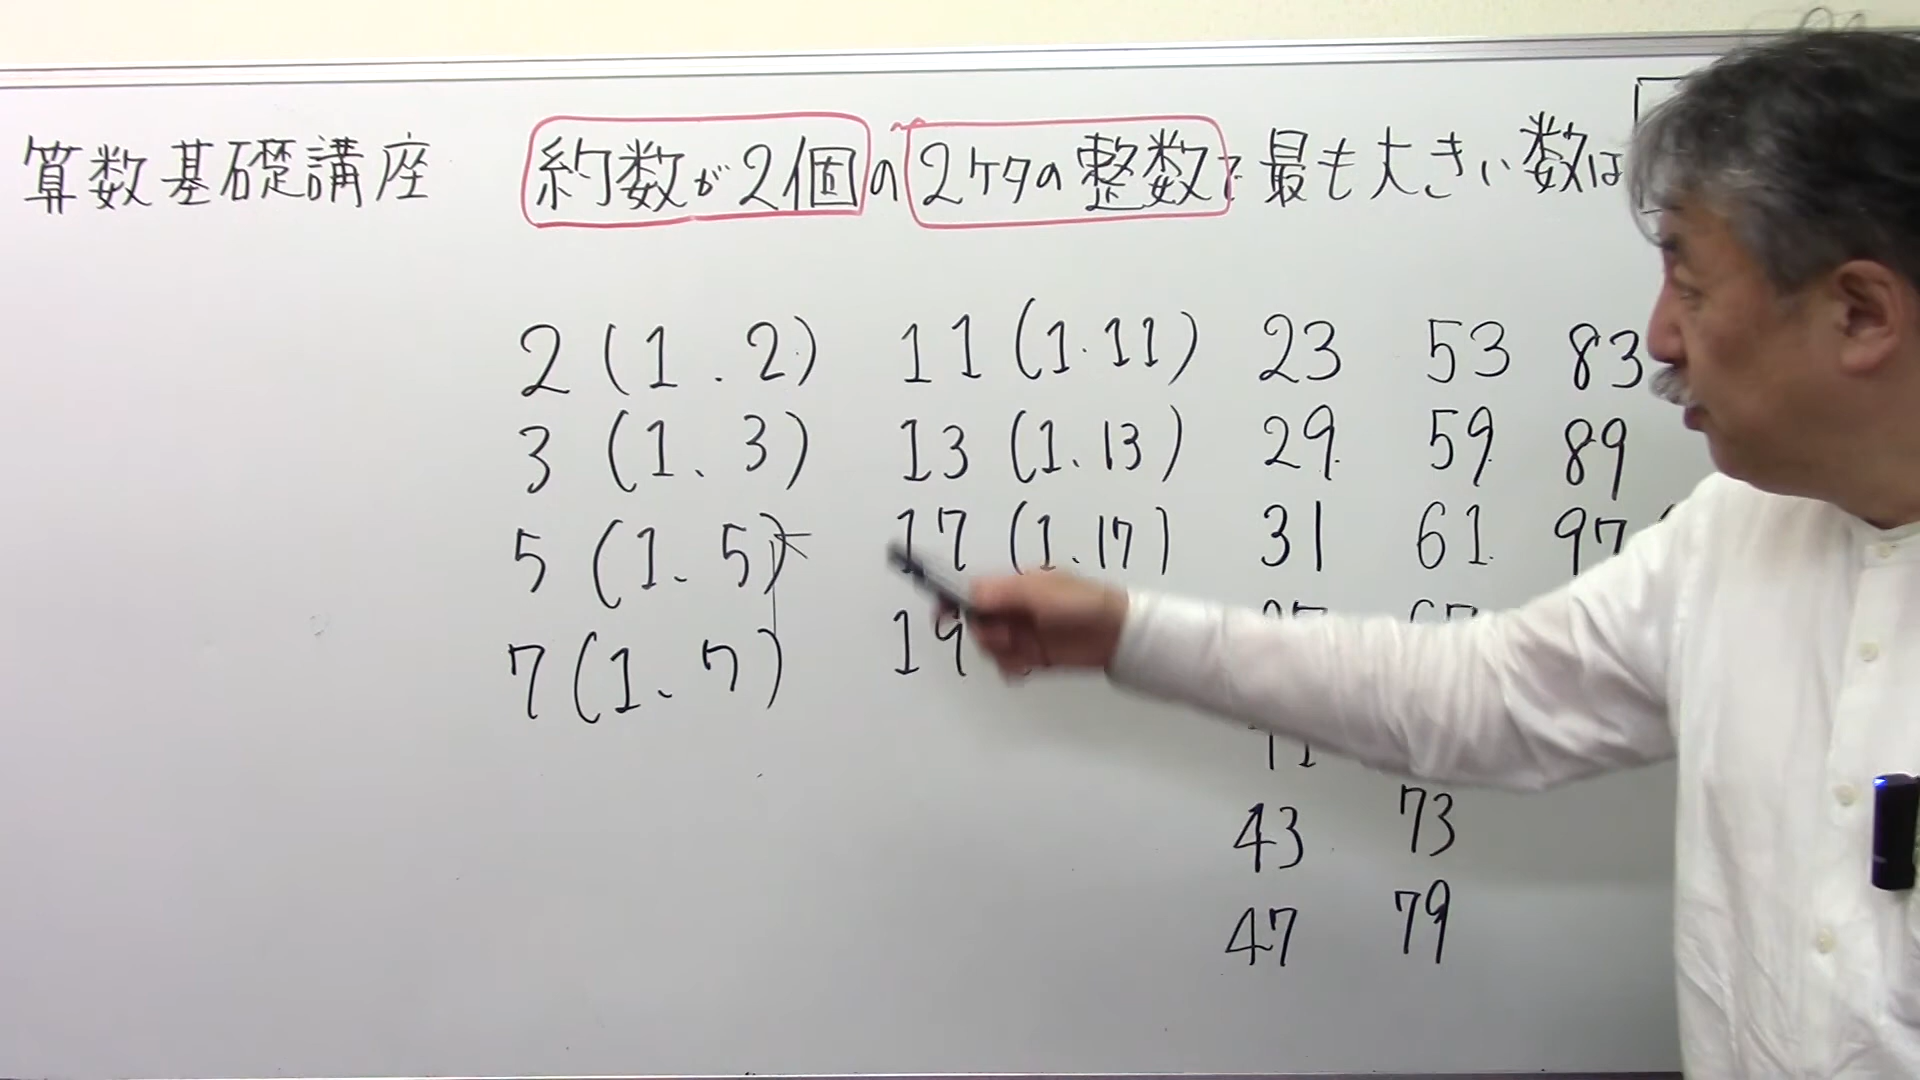 算数基礎講座 約数が2個の2ケタの整数で最も大きい数は
2(1.2) 11(1.11) 23 53 83
3(1、3) 13(1.13) 29 59 89
5(1、5) 17(1.17) 31 61 97
7(1、7) 19
43 73
47 79